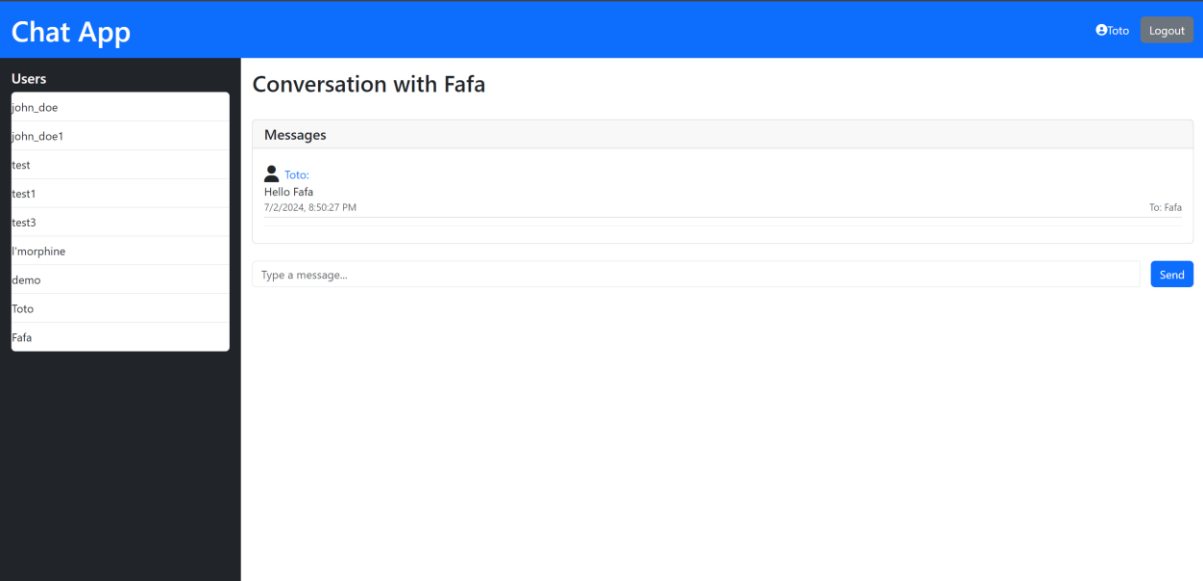 Chat App
Toto
Logout
Users
john_doe
john_doe1
test
test1
test3
I'morphine
demo
Toto
Fafa
Conversation with Fafa
Messages
Toto:
Hello Fafa
7/2/2024, 8:50:27 PM
To: Fafa
Type a message...
Send